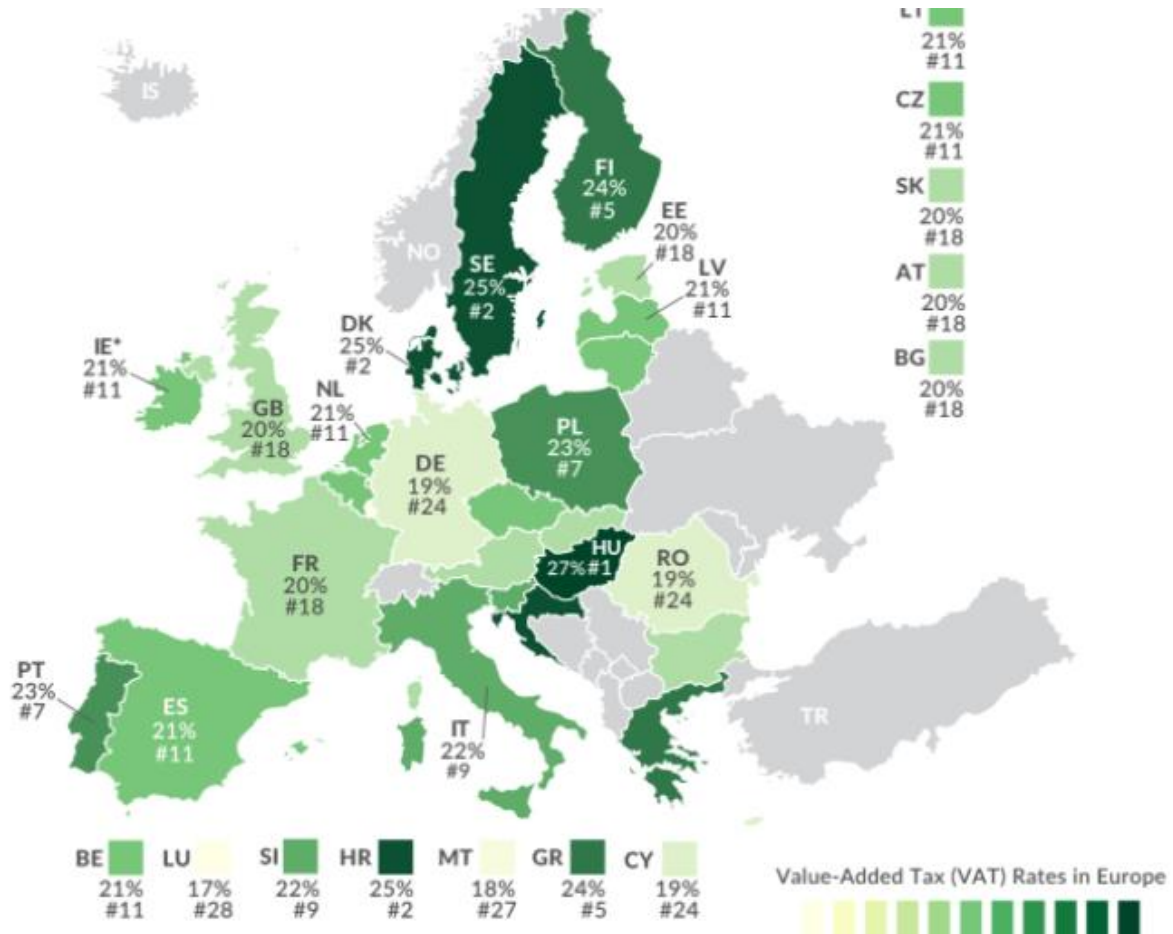 LT
21%
#11
CZ
21%
#11
SK
20%
#18
AT
20%
#18
BG
20%
#18
IS
NO
SE
25%
#2
FI
24%
#5
EE
20%
#18
LV
21%
#11
DK
25%
#2
IE*
21%
#11
GB
20%
#18
NL
21%
#11
DE
19%
#24
PL
23%
#7
FR
20%
#18
HU
27% #1
RO
19%
#24
PT
23%
#7
ES
21%
#11
IT
22%
#9
TR
BE
21%
#11
LU
17%
#28
SI
22%
#9
HR
25%
#2
MT
18%
#27
GR
24%
#5
CY
19%
#24
Value-Added Tax (VAT) Rates in Europe